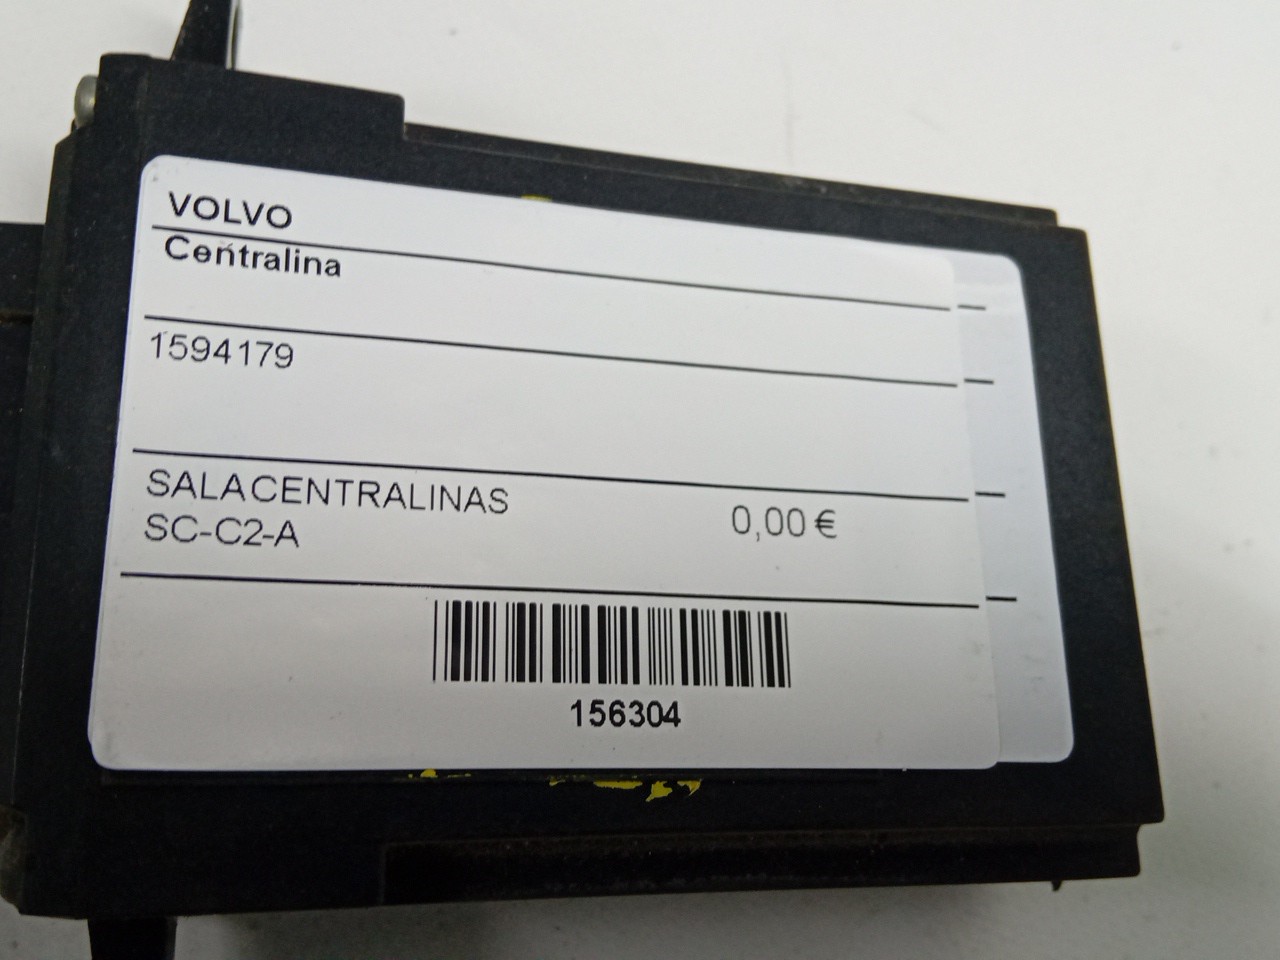 VOLVO
Centralina
1594179
SALACENTRALINAS
SC-C2-A
0,00 €
156304